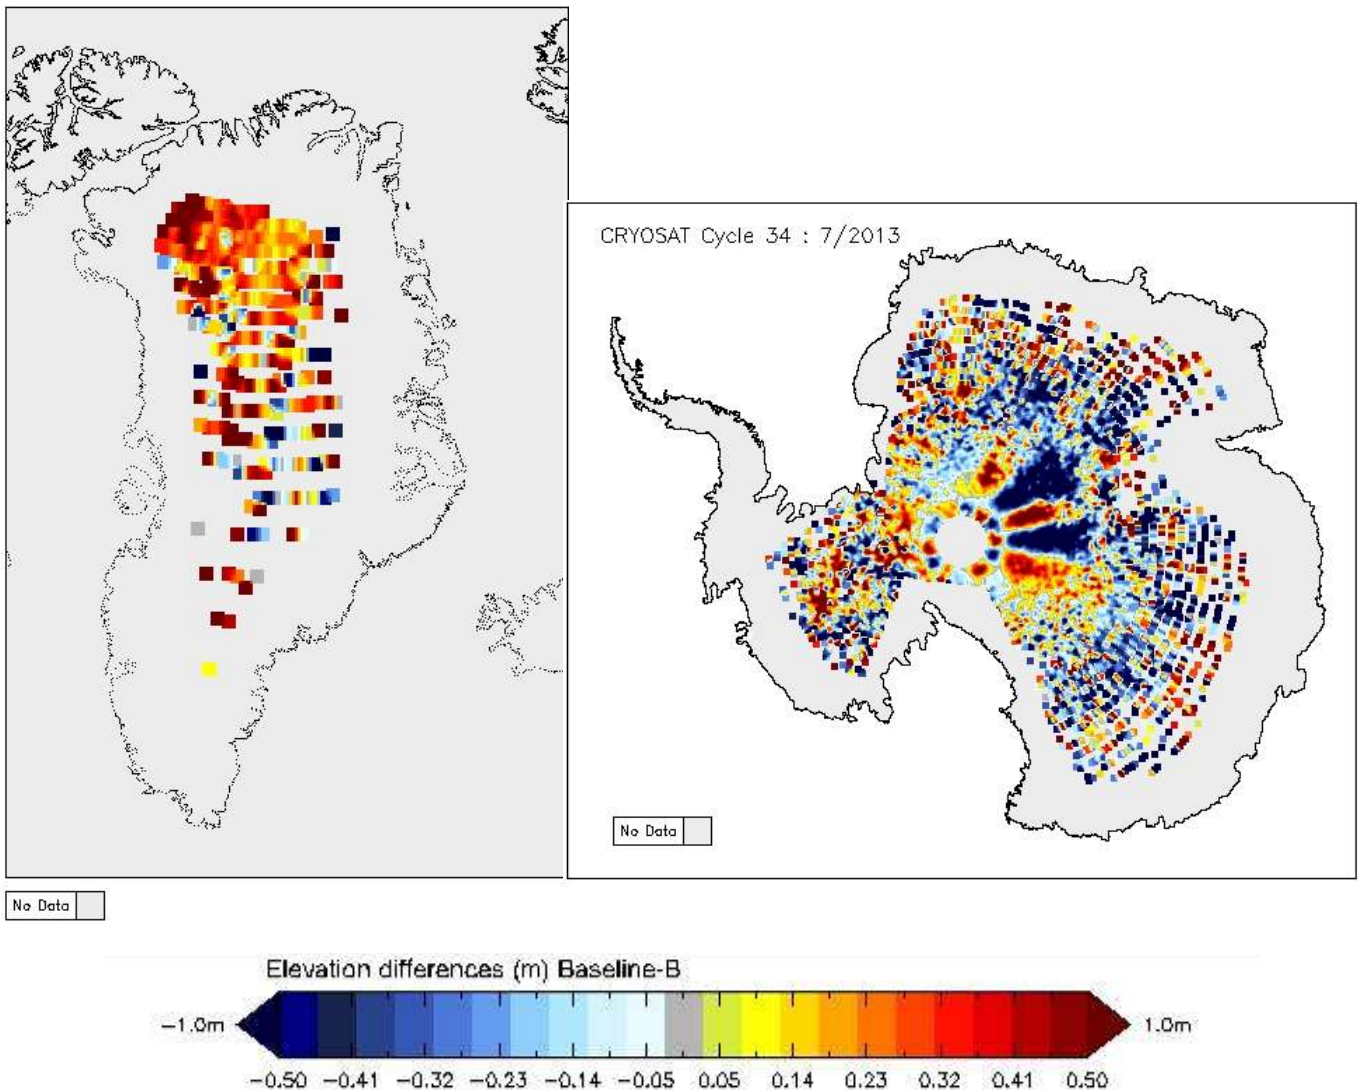 CRYOSAT Cycle 34 : 7/2013
No Data
No Data
Elevation differences (m) Baseline-B
-1.0m
1.0m
-0.50 -0.41 -0.32 -0.23 -0.14 -0.05 0.05 0.14 0.23 0.32 0.41 0.50